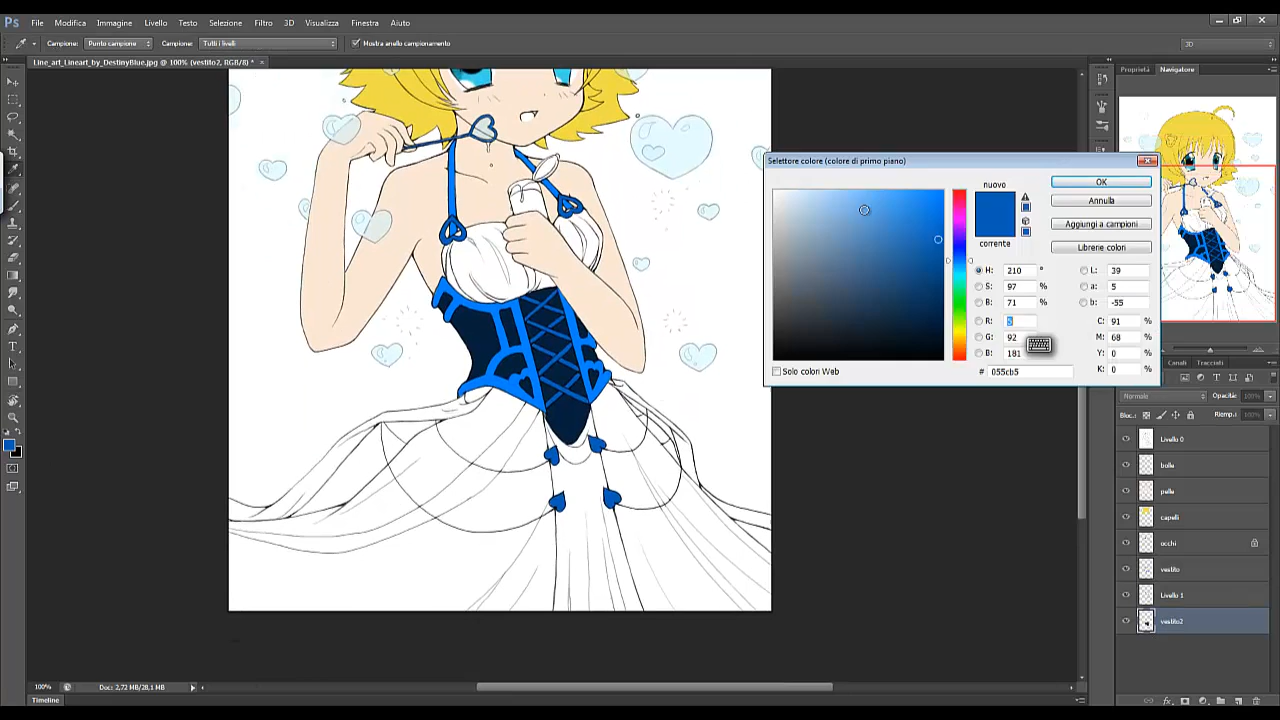 Ps File Modifica Immagine Livello Testo Selezione Filtro 3D Visualizza Finestra Aiuto
Campione: Punto campione Campione: Tutti i livelli Mostra anello campionamento 3D
Line_art_Lineart_by_DestinyBlue.jpg @ 100% (vestito2, RGB/8) *
Proprietà Navigatore
Selettore colore (colore di primo piano)
nuovo
corrente
OK
Annulla
Aggiungi a campioni
Librerie colori
H: 210 ° L: 39
S: 97 % a: 5
B: 71 % b: -55
R: 5 C: 91 %
G: 92 M: 68 %
B: 181 Y: 0 %
# 055cb5 K: 0 %
Solo colori Web
Canali Tracciati
Normale Opacità: 100%
Bloc.: Riemp.: 100%
Livello 0
bolle
pelle
capelli
occhi
vestito
Livello 1
vestito2
100% Doc: 2,72 MB/28,1 MB
Timeline